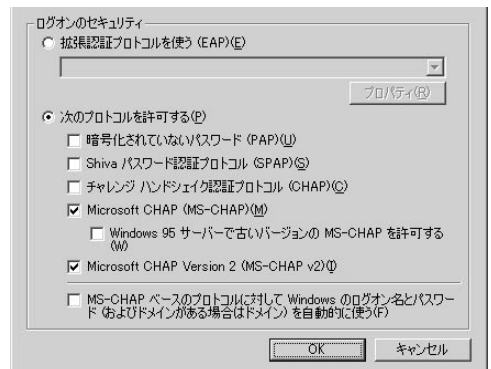 ログオンのセキュリティ
拡張認証プロトコルを使う (EAP)(E)
プロパティ(R)
次のプロトコルを許可する(P)
暗号化されていないパスワード (PAP)(U)
Shiva パスワード認証プロトコル (SPAP)(S)
チャレンジ ハンドシェイク認証プロトコル (CHAP)(C)
Microsoft CHAP (MS-CHAP)(M)
Windows 95 サーバーで古いバージョンの MS-CHAP を許可する
(W)
Microsoft CHAP Version 2 (MS-CHAP v2)(I)
MS-CHAP ベースのプロトコルに対して Windows のログオン名とパスワー
ド (およびドメインがある場合はドメイン) を自動的に使う(F)
OK
キャンセル